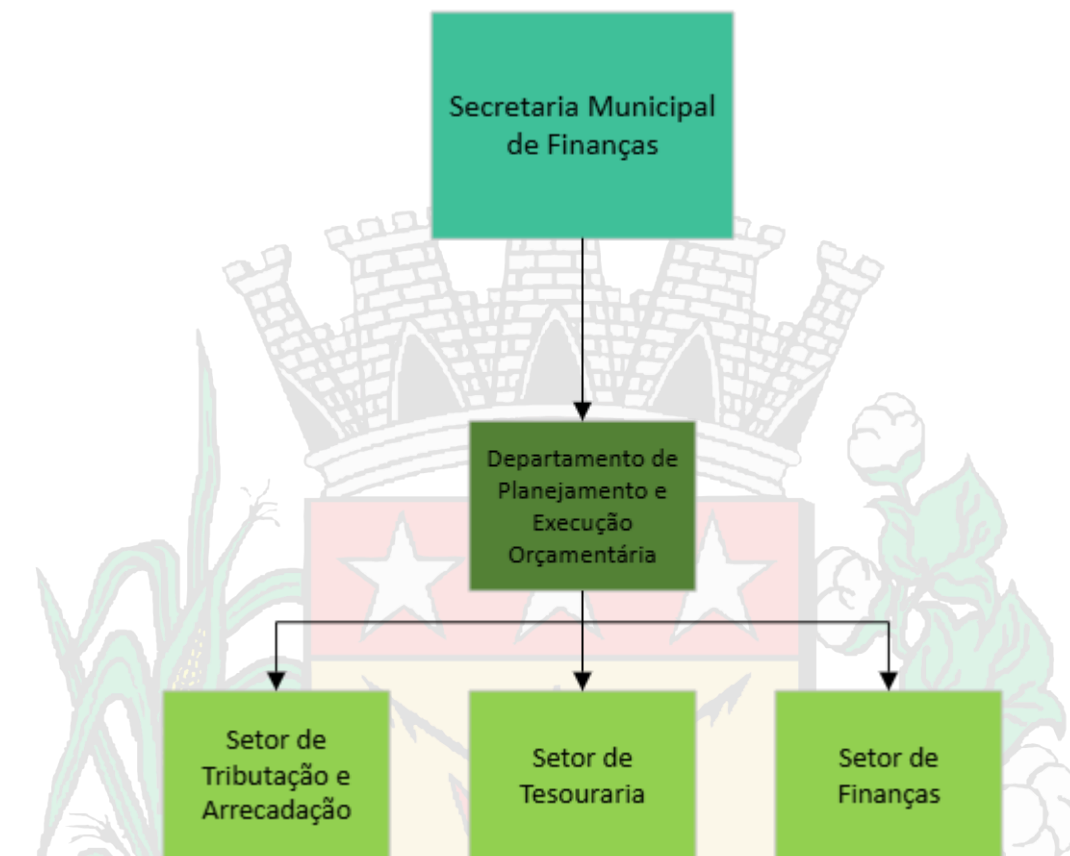 Secretaria Municipal
de Finanças
Departamento de
Planejamento e
Execução
Orçamentária
Setor de
Tributação e
Arrecadação
Setor de
Tesouraria
Setor de
Finanças